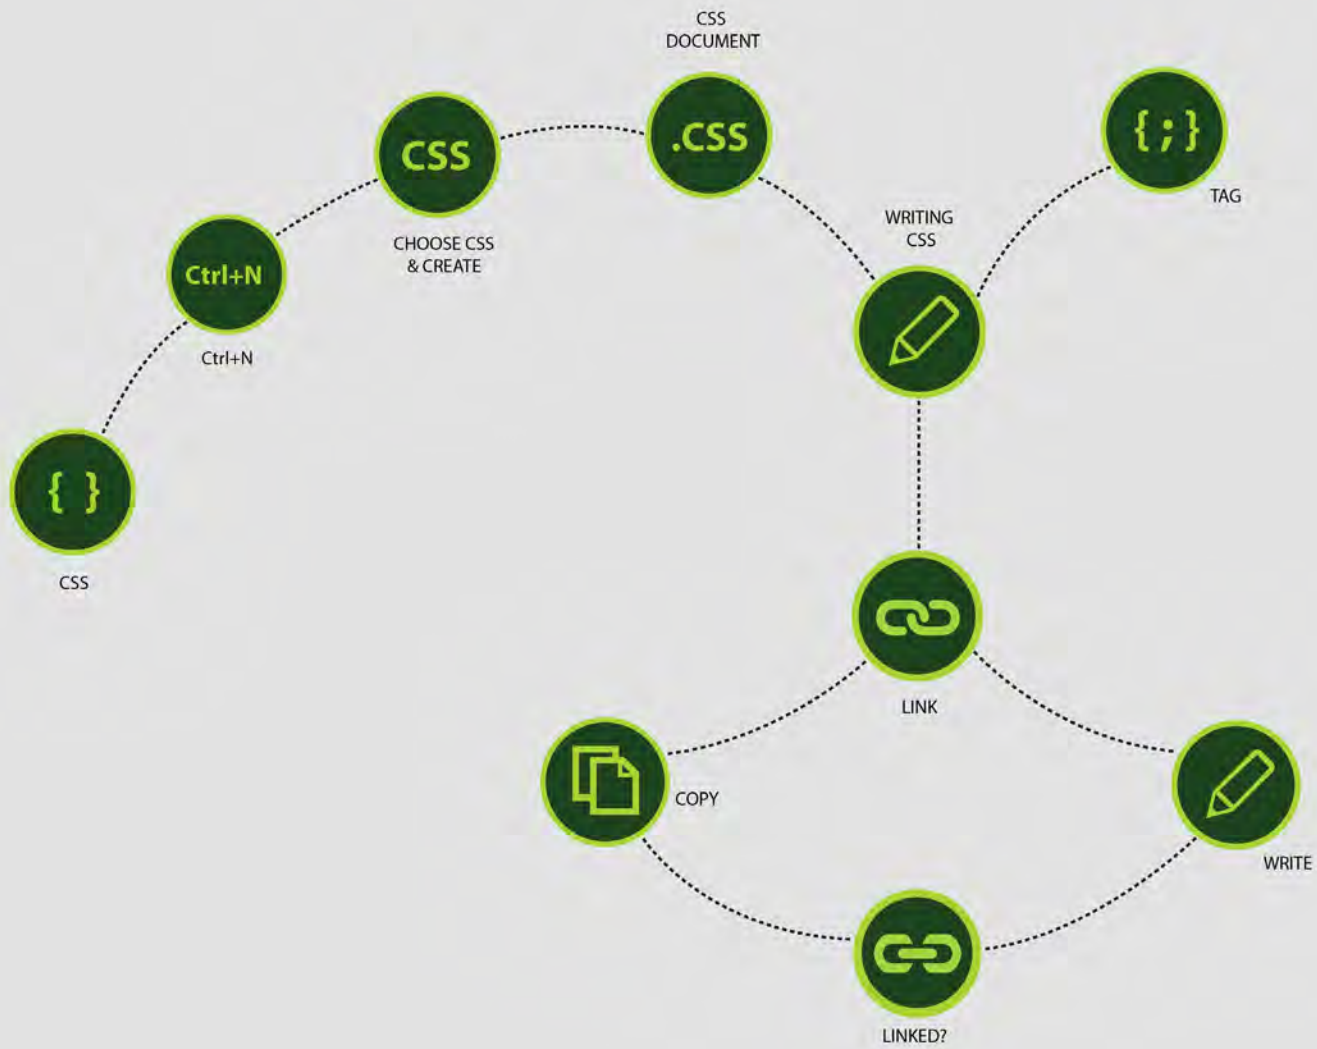 CSS
DOCUMENT
CSS
.CSS
{;}
TAG
WRITING
CSS
CHOOSE CSS
& CREATE
Ctrl+N
Ctrl+N
{ }
CSS
LINK
COPY
WRITE
LINKED?